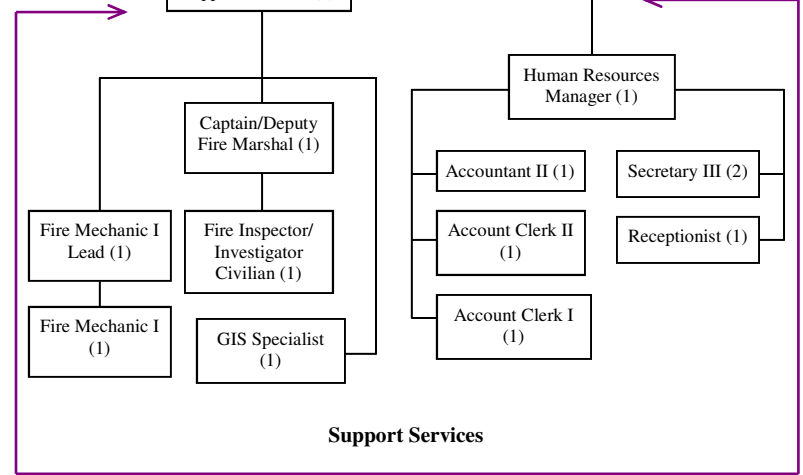 Human Resources
Manager (1)
Captain/Deputy
Fire Marshal (1)
Accountant II (1)
Secretary III (2)
Fire Mechanic I
Lead (1)
Fire Inspector/
Investigator
Civilian (1)
Account Clerk II
(1)
Receptionist (1)
Fire Mechanic I
(1)
GIS Specialist
(1)
Account Clerk I
(1)
Support Services